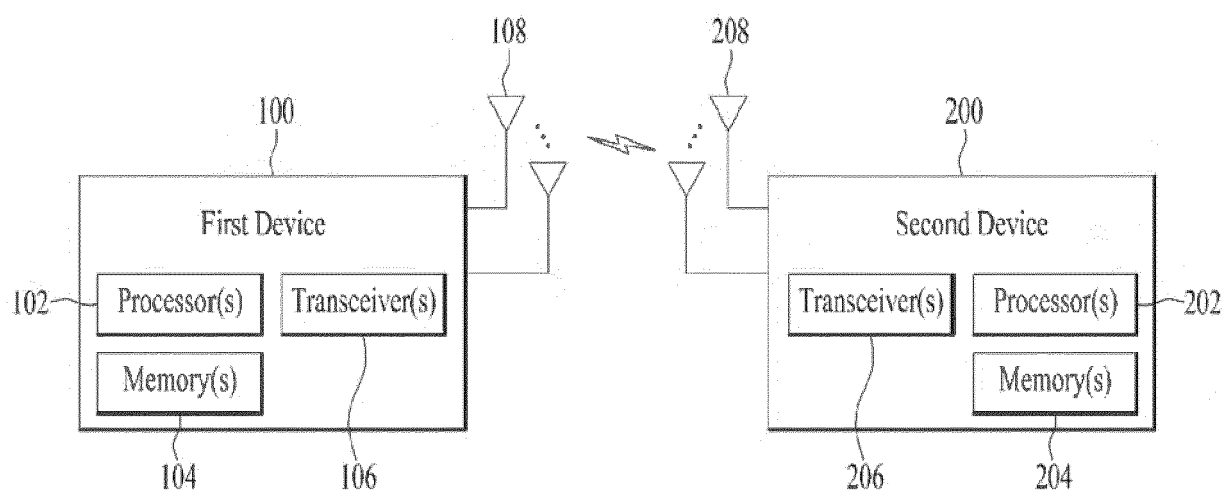 108 208
100 200
First Device Second Device
102 Processor(s) Transceiver(s) Transceiver(s) Processor(s) 202
Memory(s) Memory(s)
104 106 206 204